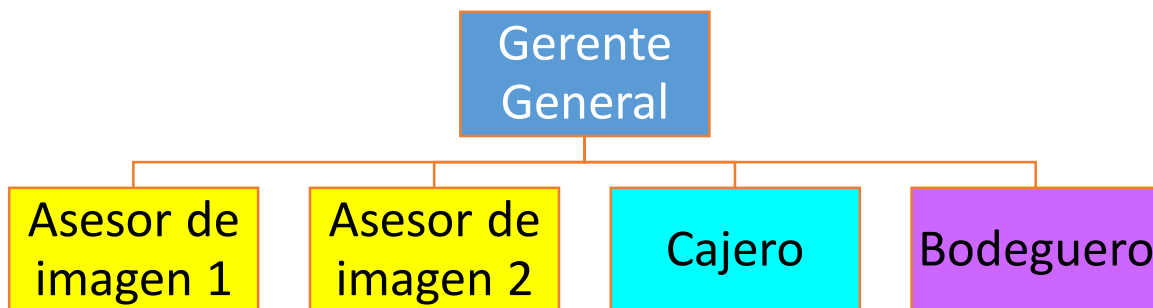 Gerente
General
Asesor de
imagen 1
Asesor de
imagen 2
Cajero
Bodeguero